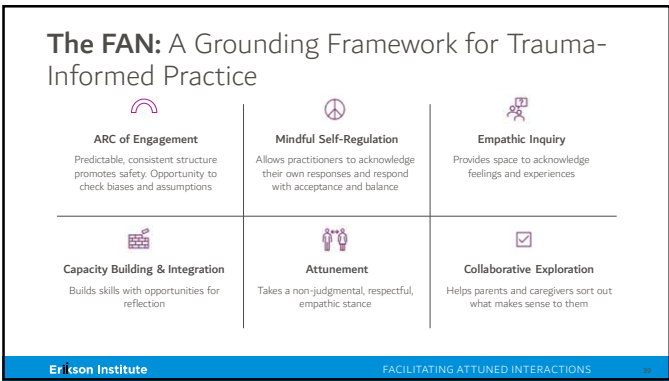 The FAN: A Grounding Framework for Trauma-
Informed Practice
ARC of Engagement
Predictable, consistent structure
promotes safety. Opportunity to
check biases and assumptions
Mindful Self-Regulation
Allows practitioners to acknowledge
their own responses and respond
with acceptance and balance
Empathic Inquiry
Provides space to acknowledge
feelings and experiences
Capacity Building & Integration
Builds skills with opportunities for
reflection
Attunement
Takes a non-judgmental, respectful,
empathic stance
Collaborative Exploration
Helps parents and caregivers sort out
what makes sense to them
Erikson Institute
FACILITATING ATTUNED INTERACTIONS